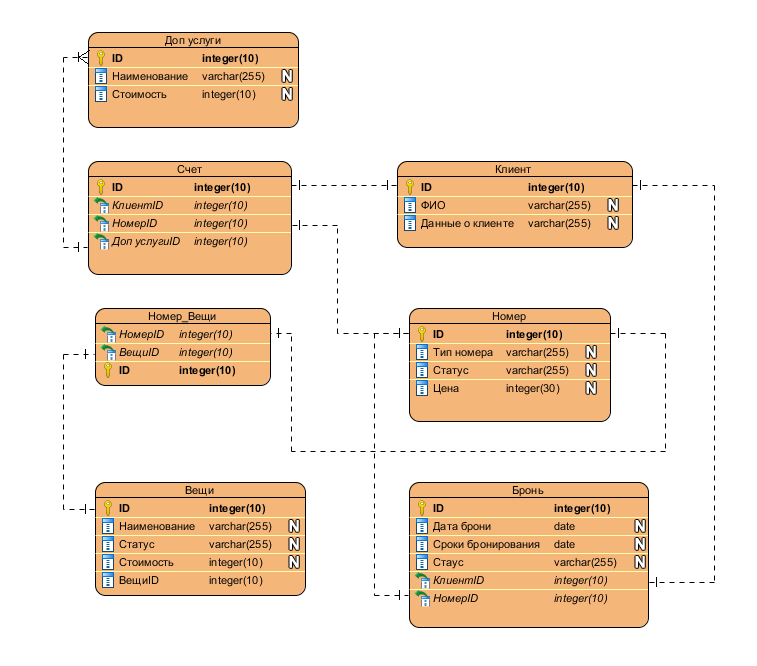 Доп услуги
ID integer(10)
Наименование varchar(255) N
Стоимость integer(10) N
Счет
ID integer(10)
КлиентID integer(10)
НомерID integer(10)
Доп услугиID integer(10)
Клиент
ID integer(10)
ФИО varchar(255) N
Данные о клиенте varchar(255) N
Номер_Вещи
НомерID integer(10)
ВещиID integer(10)
ID integer(10)
Номер
ID integer(10)
Тип номера varchar(255) N
Статус varchar(255) N
Цена integer(30) N
Вещи
ID integer(10)
Наименование varchar(255) N
Статус varchar(255) N
Стоимость integer(10) N
ВещиID integer(10)
Бронь
ID integer(10)
Дата брони date N
Сроки бронирования date N
Стаус varchar(255) N
КлиентID integer(10)
НомерID integer(10)